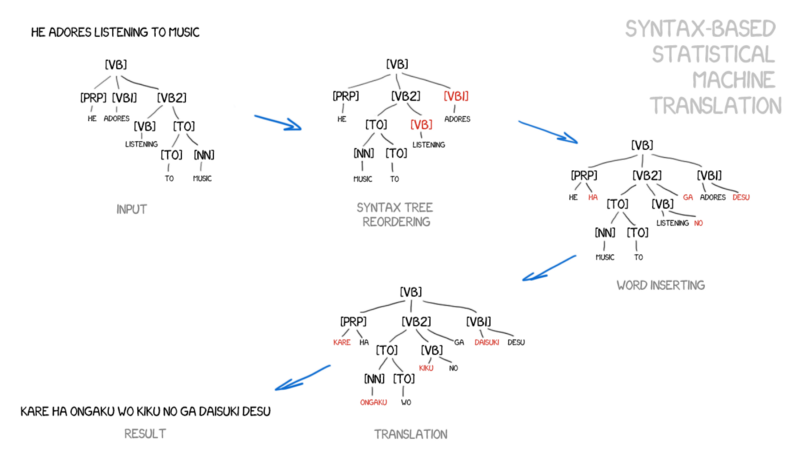 HE ADORES LISTENING TO MUSIC
SYNTAX-BASED
STATISTICAL
MACHINE
TRANSLATION
[VB]
[PRP] [VB1] [VB2]
HE ADORES
[VB] [TO]
LISTENING
[TO] [NN]
TO MUSIC
INPUT
[VB]
[PRP] [VB2] [VB1]
HE ADORES
[TO] [VB]
LISTENING
[NN] [TO]
MUSIC TO
SYNTAX TREE
REORDERING
[VB]
[PRP] [VB2] [VB1]
HE HA GA ADORES DESU
[TO] [VB]
LISTENING NO
[NN] [TO]
MUSIC TO
WORD INSERTING
[VB]
[PRP] [VB2] [VB1]
KARE HA GA DAISUKI DESU
[TO] [VB]
KIKU NO
[NN] [TO]
ONGAKU WO
TRANSLATION
KARE HA ONGAKU WO KIKU NO GA DAISUKI DESU
RESULT